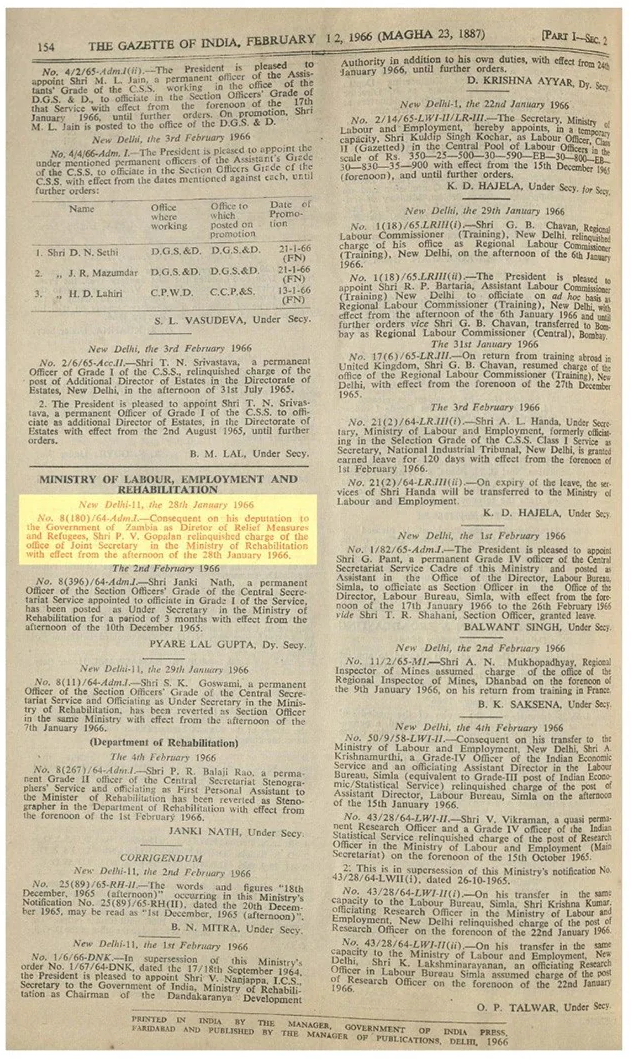 154 THE GAZETTE OF INDIA, FEBRUARY 12, 1966 (MAGHA 23, 1887) [PART I—SEC. 2
No. 4/2/65-Adm.I(ii).—The President is pleased to
appoint Shri M. L. Jain, a permanent officer of the Assis-
tants' Grade of the C.S.S. working in the office of the
D.G.S. & D., to officiate in the Section Officers' Grade of
that Service with effect from the forenoon of the 17th
January 1966, until further orders. On promotion, Shri
M. L. Jain is posted to the office of the D.G.S. & D.
New Delhi, the 3rd February 1966
No. 4/4/66-Adm. I.—The President is pleased to appoint the
under mentioned permanent officers of the Assistant's Grade
of the C.S.S. to officiate in the Section Officers Grade of the
C.S.S. with effect from the dates mentioned against each, until
further orders:
Name Office where working Office to which posted on promotion Date of Promo-tion
1. Shri D. N. Sethi D.G.S.&D. D.G.S.&D. 21-1-66 (FN)
2. „ J. R. Mazumdar D.G.S.&D. D.G.S.&D. 21-1-66 (FN)
3. „ H. D. Lahiri C.P.W.D. C.C.P.&S. 13-1-66 (FN)
S. L. VASUDEVA, Under Secy.
New Delhi, the 3rd February 1966
No. 2/6/65-Acc.II.—Shri T. N. Srivastava, a permanent
Officer of Grade I of the C.S.S., relinquished charge of the
post of Additional Director of Estates in the Directorate of
Estates, New Delhi, in the afternoon of 31st July 1965.
2. The President is pleased to appoint Shri T. N. Srivas-
tava, a permanent Officer of Grade I of the C.S.S. to offi-
ciate as additional Director of Estates, in the Directorate of
Estates with effect from the 2nd August 1965, until further
orders.
B. M. LAL, Under Secy.
MINISTRY OF LABOUR, EMPLOYMENT AND
REHABILITATION
New Delhi-11, the 28th January 1966
No. 8(180)/64-Adm.I.—Consequent on his deputation to
the Government of Zambia as Diretor of Relief Mensures
and Refugees, Shri P. V. Gopalan relinquished charge of the
office of Joint Secretary in the Ministry of Rehabilitation
with effect from the afternoon of the 28th January 1966.
The 2nd February 1966
No. 8(396)/64-Adm.I.—Shri Janki Nath, a permanent
Officer of the Section Officers' Grade of the Central Secre-
tariat Service appointed to officiate in Grade I of the Service,
has been posted as Under Secretary in the Ministry of
Rehabilitation for a period of 3 months with effect from the
afternoon of the 10th December 1965.
PYARE LAL GUPTA, Dy. Secy.
New Delhi-11, the 29th January 1966
No. 8(11)/64-Adm.I.—Shri S. K. Goswami, a permanent
Officer of the Section Officers' Grade of the Central Secre-
tariat Service and Officiating as Under Secretary in the Minis-
try of Rehabilitation, has been reverted as Section Officer
in the same Ministry with effect from the afternoon of the
7th January 1966.
(Department of Rehabilitation)
The 4th February 1966
No. 8(267)/64-Adm.I.—Shri P. R. Balaji Rao, a perma-
nent Grade II officer of the Central Secretariat Stenogra-
phers' Service and officiating as First Personal Assistant to
the Minister of Rehabilitation has been reverted as Steno-
grapher in the Department of Rehabilitation with effect from
the forenoon of the 1st February 1966.
JANKI NATH, Under Secy.
CORRIGENDUM
New Delhi-11, the 2nd February 1966
No. 25(89)/65-RH-II.—The words and figures "18th
December, 1965 (afternoon)" occurring in this Ministry's
Notification No. 25(89)/65-RH(II), dated the 20th Decem-
ber 1965, may be read as "1st December, 1965 (afternoon)".
B. N. MITRA, Under Secy.
New Delhi-11, the 1st February 1966
No. 1/6/66-DNK.—In supersession of this Ministry's
order No. 1/67/64-DNK, dated the 17/18th September 1964,
the President is pleased to appoint Shri V. Nanjappa, I.C.S.,
Secretary to the Government of India, Ministry of Rehabili-
tation as Chairman of the Dandakaranya Development
Authority in addition to his own duties, with effect from 24th
January 1966, until further orders.
D. KRISHNA AYYAR, Dy. Secy.
New Delhi-1, the 22nd January 1966
No. 2/14/65-LWI-II/LR-III.—The Secretary, Ministry of
Labour and Employment, hereby appoints, in a temporary
capacity, Shri Kuldip Singh Kochar, as Labour Officer, Class
II (Gazetted) in the Central Pool of Labour Officers in the
scale of Rs. 350—25—500—30—590—EB—30—800—EB—
30—830—35—900 with effect from the 15th December 1965
(forenoon), and until further orders.
K. D. HAJELA, Under Secy. for Secy.
New Delhi, the 29th January 1966
No. 1(18)/65.LRIII(i).—Shri G. B. Chavan, Regional
Labour Commissioner (Training), New Delhi, relinquished
charge of his office as Regional Labour Commissioner
(Training), New Delhi, on the afternoon of the 6th January
1966.
No. 1(18)/65.LRIII(ii).—The President is pleased to
appoint Shri R. P. Bartaria, Assistant Labour Commissioner
(Training) New Delhi to officiate on ad hoc basis as
Regional Labour Commissioner (Training), New Delhi, with
effect from the afternoon of the 6th January 1966 and until
further orders vice Shri G. B. Chavan, transferred to Bom-
bay as Regional Labour Commissioner (Central), Bombay.
The 31st January 1966
No. 17(6)/65-LR.III.—On return from training abroad in
United Kingdom, Shri G. B. Chavan, resumed charge of the
office of the Regional Labour Commissioner (Training), New
Delhi, with effect from the forenoon of the 27th December
1965.
The 3rd February 1966
No. 21(2)/64-LR.III(i).—Shri A. L. Handa, Under Secre-
tary, Ministry of Labour and Employment, formerly officiat-
ing in the Selection Grade of the C.S.S. Class I Service as
Secretary, National Industrial Tribunal, New Delhi, is granted
earned leave for 120 days with effect from the forenoon of
1st February 1966.
No. 21(2)/64-LR.III(ii).—On expiry of the leave, the ser-
vices of Shri Handa will be transferred to the Ministry of
Labour and Employment.
K. D. HAJELA, Under Secy.
New Delhi, the 1st February 1966
No. 1/82/65-Adm.I.—The President is pleased to appoint
Shri G. Pant, a permanent Grade IV officer of the Central
Secretariat Service Cadre of this Ministry and posted as
Assistant in the Office of the Director, Labour Bureau,
Simla, to officiate as Section Officer in the Office of the
Director, Labour Bureau, Simla, with effect from the fore-
noon of the 17th January 1966 to the 26th February 1966
vide Shri T. R. Shahani, Section Officer, granted leave.
BALWANT SINGH, Under Secy.
New Delhi, the 2nd February 1966
No. 11/2/65-MI.—Shri A. N. Mukhopadhyay, Regional
Inspector of Mines assumed charge of the office of the
Regional Inspector of Mines, Dhanbad on the forenoon of
the 9th January 1966, on his return from training in France.
B. K. SAKSENA, Under Secy.
New Delhi, the 4th February 1966
No. 50/9/58-LWI-II.—Consequent on his transfer to the
Ministry of Labour and Employment, New Delhi, Shri A.
Krishnamurthi, a Grade-IV Officer of the Indian Economic
Service and an officiating Assistant Director in the Labour
Bureau, Simla (equivalent to Grade-III post of Indian Econo-
mic/Statistical Service) relinquished charge of the post of
Assistant Director, Labour Bureau, Simla on the afternoon
of the 15th January 1966.
No. 43/28/64-LWI-II.—Shri V. Vikraman, a quasi perma-
nent Research Officer and a Grade IV officer of the Indian
Statistical Service relinquished charge of the post of Research
Officer in the Ministry of Labour and Employment (Main
Secretariat) on the forenoon of the 15th October 1965.
2. This is in supersession of this Ministry's notification No.
43/28/64-LWII(i), dated 26-10-1965.
No. 43/28/64-LWI-II(i).—On his transfer in the same
capacity to the Labour Bureau, Simla, Shri Krishna Kumar,
officiating Research Officer in the Ministry of Labour and
Employment, New Delhi relinquished charge of the post of
Research Officer on the forenoon of the 22nd January 1966.
No. 43/28/64-LWI-II(ii).—On his transfer in the same
capacity to the Ministry of Labour and Employment, New
Delhi, Shri K. Lakshminarayanan, an officiating Research
Officer in Labour Bureau Simla assumed charge of the post
of Research Officer on the forenoon of the 22nd January
1966.
O. P. TALWAR, Under Secy.
PRINTED IN INDIA BY THE MANAGER, GOVERNMENT OF INDIA PRESS,
FARIDABAD AND PUBLISHED BY THE MANAGER OF PUBLICATIONS, DELHI, 1966